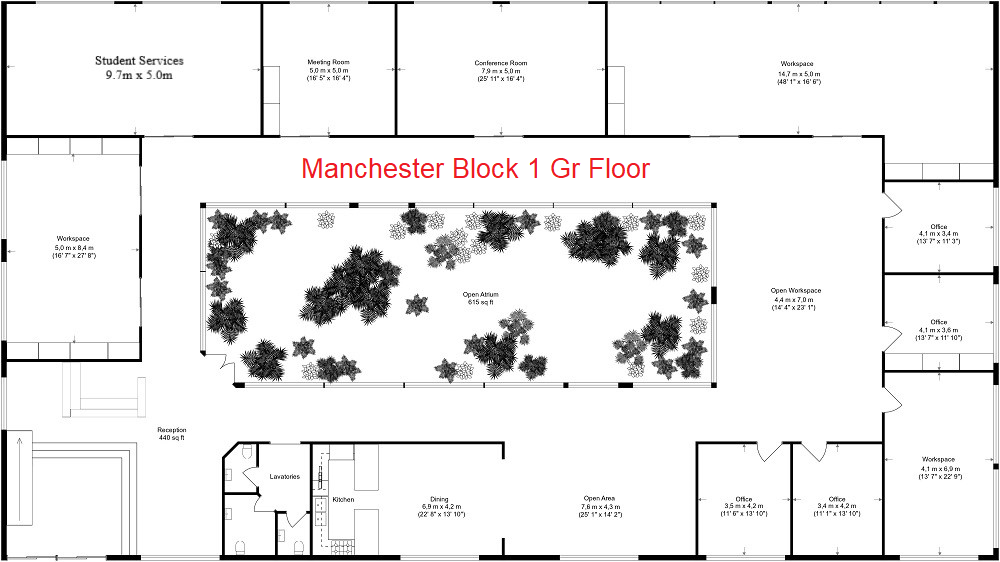 Student Services
9.7m x 5.0m
Meeting Room
5,0 m x 5,0 m
(16' 5" x 16' 4")
Conference Room
7,9 m x 5,0 m
(25' 11" x 16' 4")
Workspace
14,7 m x 5,0 m
(48' 1" x 16' 6")
Manchester Block 1 Gr Floor
Workspace
5,0 m x 8,4 m
(16' 7" x 27' 8")
Open Atrium
615 sq ft
Open Workspace
4,4 m x 7,0 m
(14' 4" x 23' 1")
Office
4,1 m x 3,4 m
(13' 7" x 11' 3")
Office
4,1 m x 3,6 m
(13' 7" x 11' 10")
Reception
440 sq ft
Lavatories
Kitchen
Dining
6,9 m x 4,2 m
(22' 8" x 13' 10")
Open Area
7,6 m x 4,3 m
(25' 1" x 14' 2")
Office
3,5 m x 4,2 m
(11' 6" x 13' 10")
Office
3,4 m x 4,2 m
(11' 1" x 13' 10")
Workspace
4,1 m x 6,9 m
(13' 7" x 22' 9")